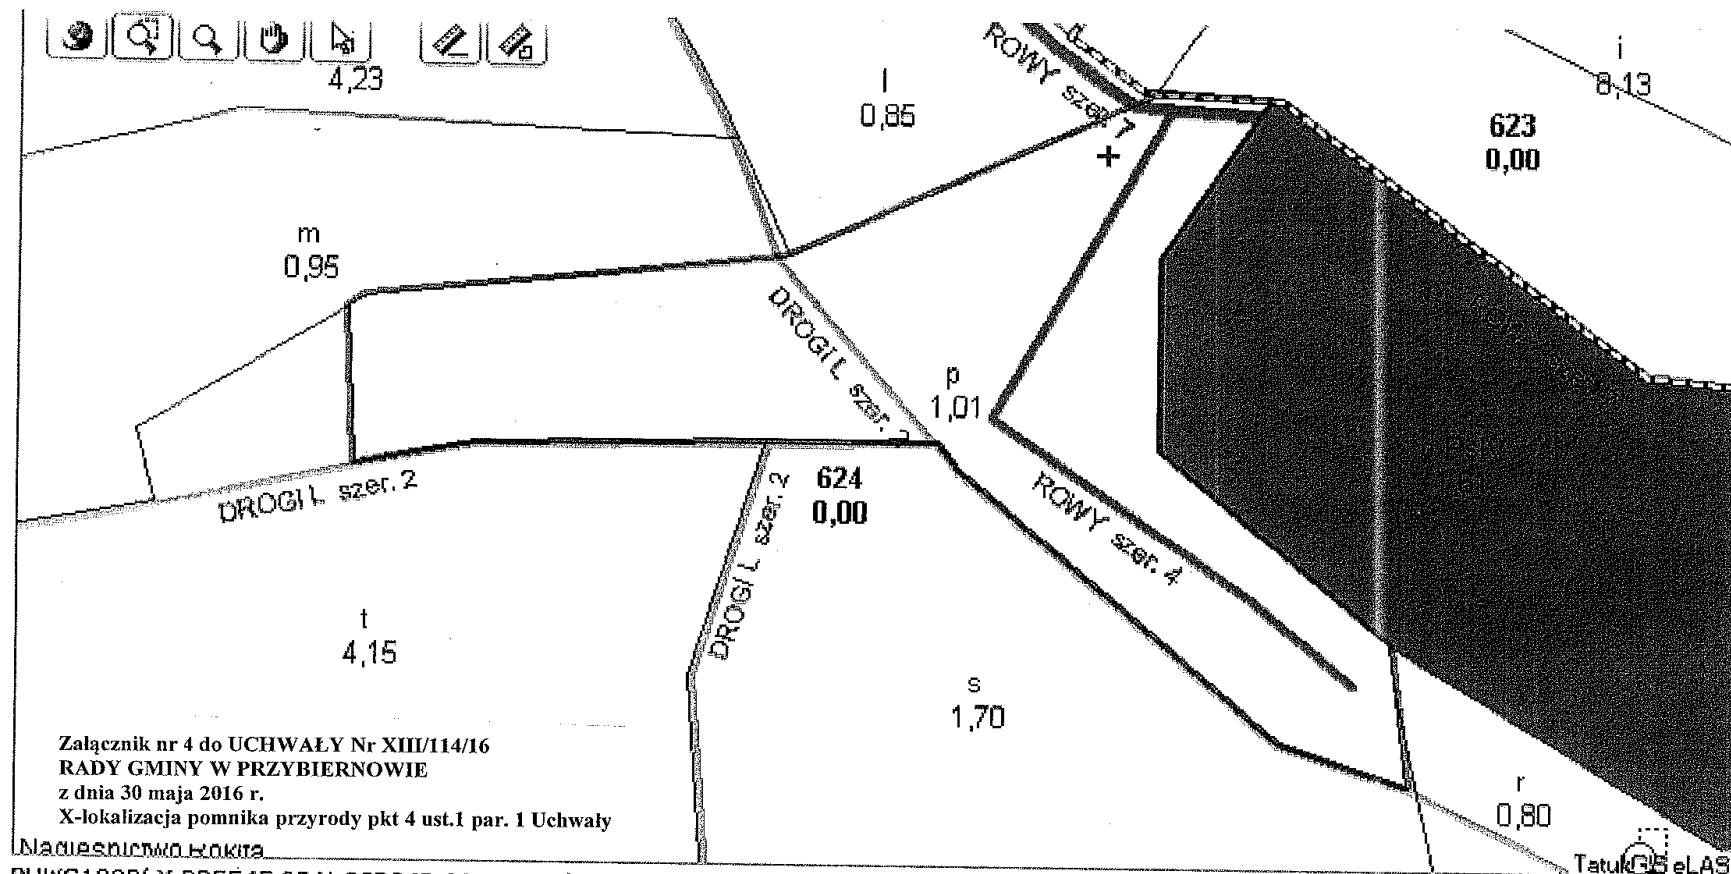 4,23
l
0,85
ROWY szer. 7
i
8,13
623
0,00
m
0,95
DROGI L szer. 2
p
1,01
DROGI L szer. 2
624
0,00
DROGI L szer. 2
ROWY szer. 4
t
4,15
s
1,70
Załącznik nr 4 do UCHWAŁY Nr XIII/114/16
RADY GMINY W PRZYBIERNOWIE
z dnia 30 maja 2016 r.
X-lokalizacja pomnika przyrody pkt 4 ust.1 par. 1 Uchwały
r
0,80
Nadleśnictwo Rokita
TatukGIS eLAS